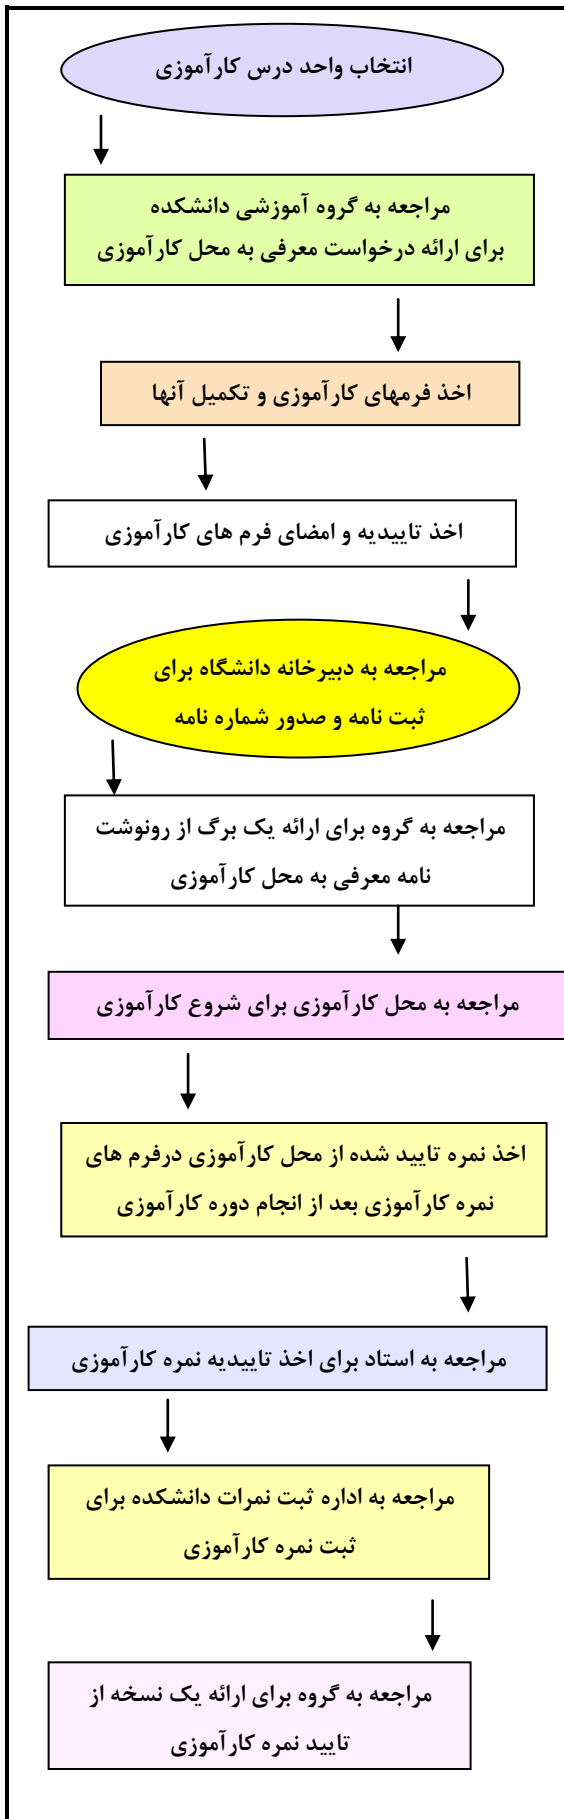 انتخاب واحد درس کارآموزی
مراجعه به گروه آموزشی دانشکده
برای ارائه درخواست معرفی به محل کارآموزی
اخذ فرمهای کارآموزی و تکمیل آنها
اخذ تاییدیه و امضای فرم های کارآموزی
مراجعه به دبیرخانه دانشگاه برای
ثبت نامه و صدور شماره نامه
مراجعه به گروه برای ارائه یک برگ از رونوشت
نامه معرفی به محل کارآموزی
مراجعه به محل کارآموزی برای شروع کارآموزی
اخذ نمره تایید شده از محل کارآموزی درفرم های
نمره کارآموزی بعد از انجام دوره کارآموزی
مراجعه به استاد برای اخذ تاییدیه نمره کارآموزی
مراجعه به اداره ثبت نمرات دانشکده برای
ثبت نمره کارآموزی
مراجعه به گروه برای ارائه یک نسخه از
تایید نمره کارآموزی